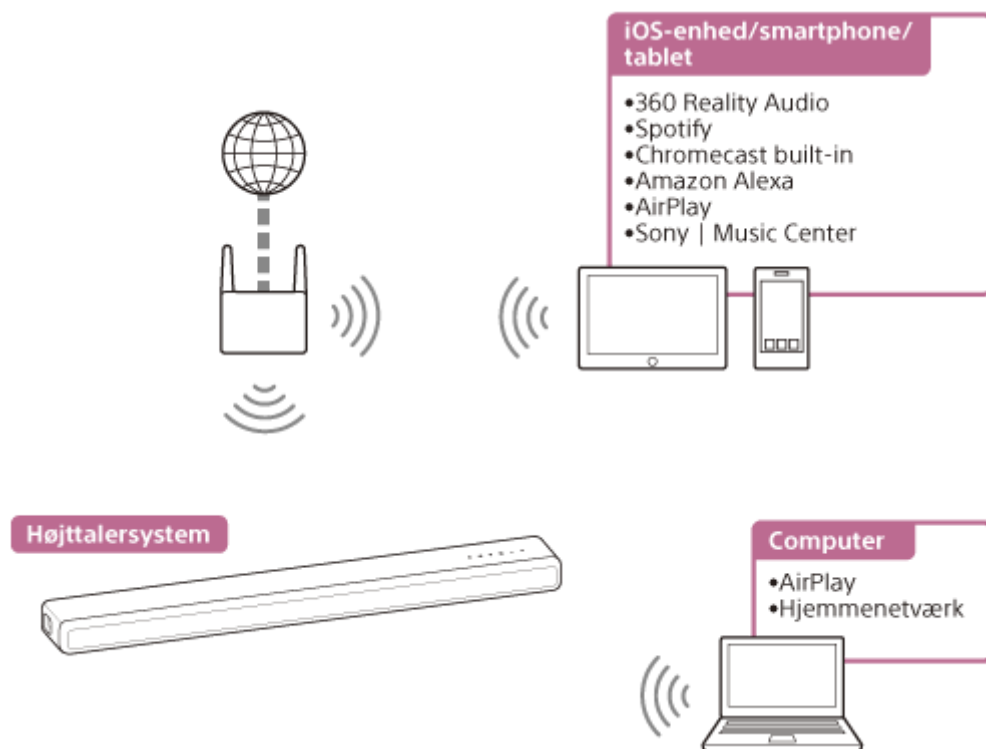 iOS-enhed/smartphone/
tablet
•360 Reality Audio
•Spotify
•Chromecast built-in
•Amazon Alexa
•AirPlay
•Sony | Music Center
Højttalersystem
Computer
•AirPlay
•Hjemmenetværk